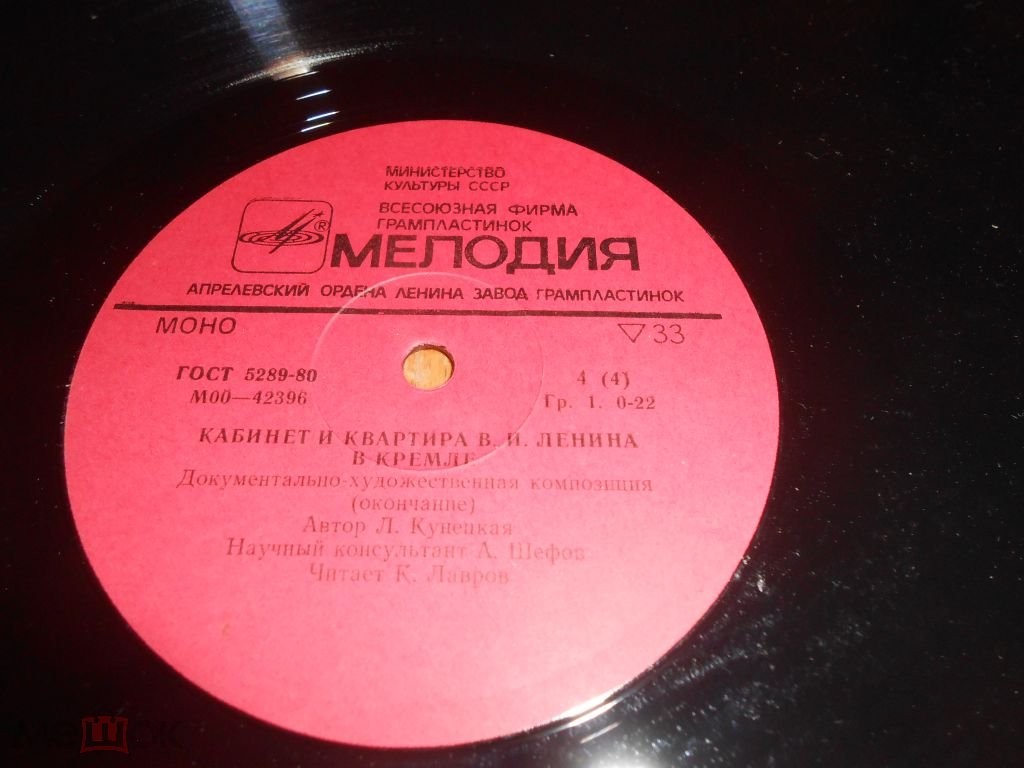 МИНИСТЕРСТВО
КУЛЬТУРЫ СССР
ВСЕСОЮЗНАЯ ФИРМА
ГРАМПЛАСТИНОК
МЕЛОДИЯ
®
АПРЕЛЕВСКИЙ ОРДЕНА ЛЕНИНА ЗАВОД ГРАМПЛАСТИНОК
МОНО
▽ 33
ГОСТ 5289-80
4 (4)
М00—42396
Гр. 1. 0-22
КАБИНЕТ И КВАРТИРА В. И. ЛЕНИНА
В КРЕМЛЕ
Документально-художественная композиция
(окончание)
Автор Л. Кунецкая
Научный консультант А. Шефов
Читает К. Лавров